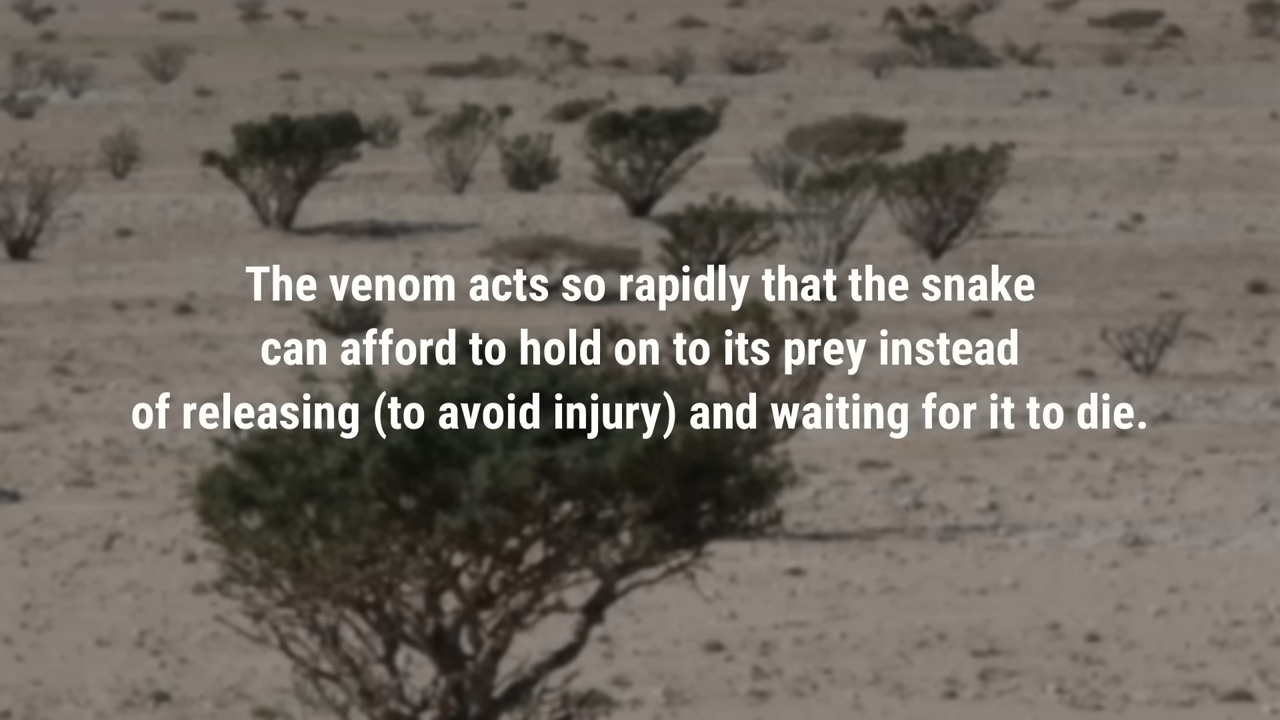 The venom acts so rapidly that the snake
can afford to hold on to its prey instead
of releasing (to avoid injury) and waiting for it to die.